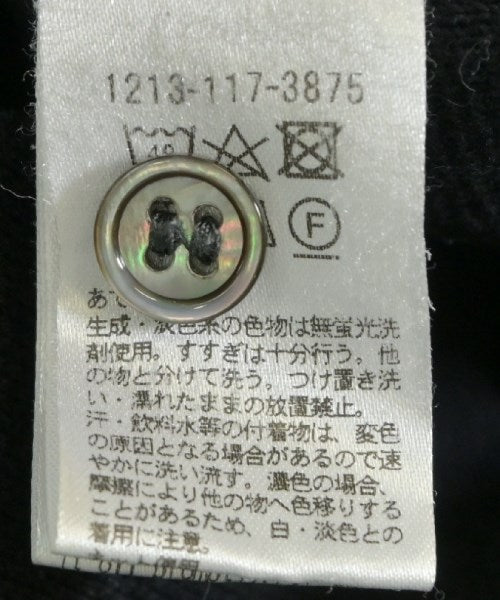 1213-117-3875
F
あて
生成・淡色系の色物は無蛍光洗
剤使用。すすぎは十分行う。他
の物と分けて洗う。つけ置き洗
い・濡れたままの放置禁止。
汗・飲料水等の付着物は、変色
の原因となる場合があるので速
やかに洗い流す。濃色の場合、
摩擦により他の物へ色移りする
ことがあるため、白・淡色との
着用に注意。